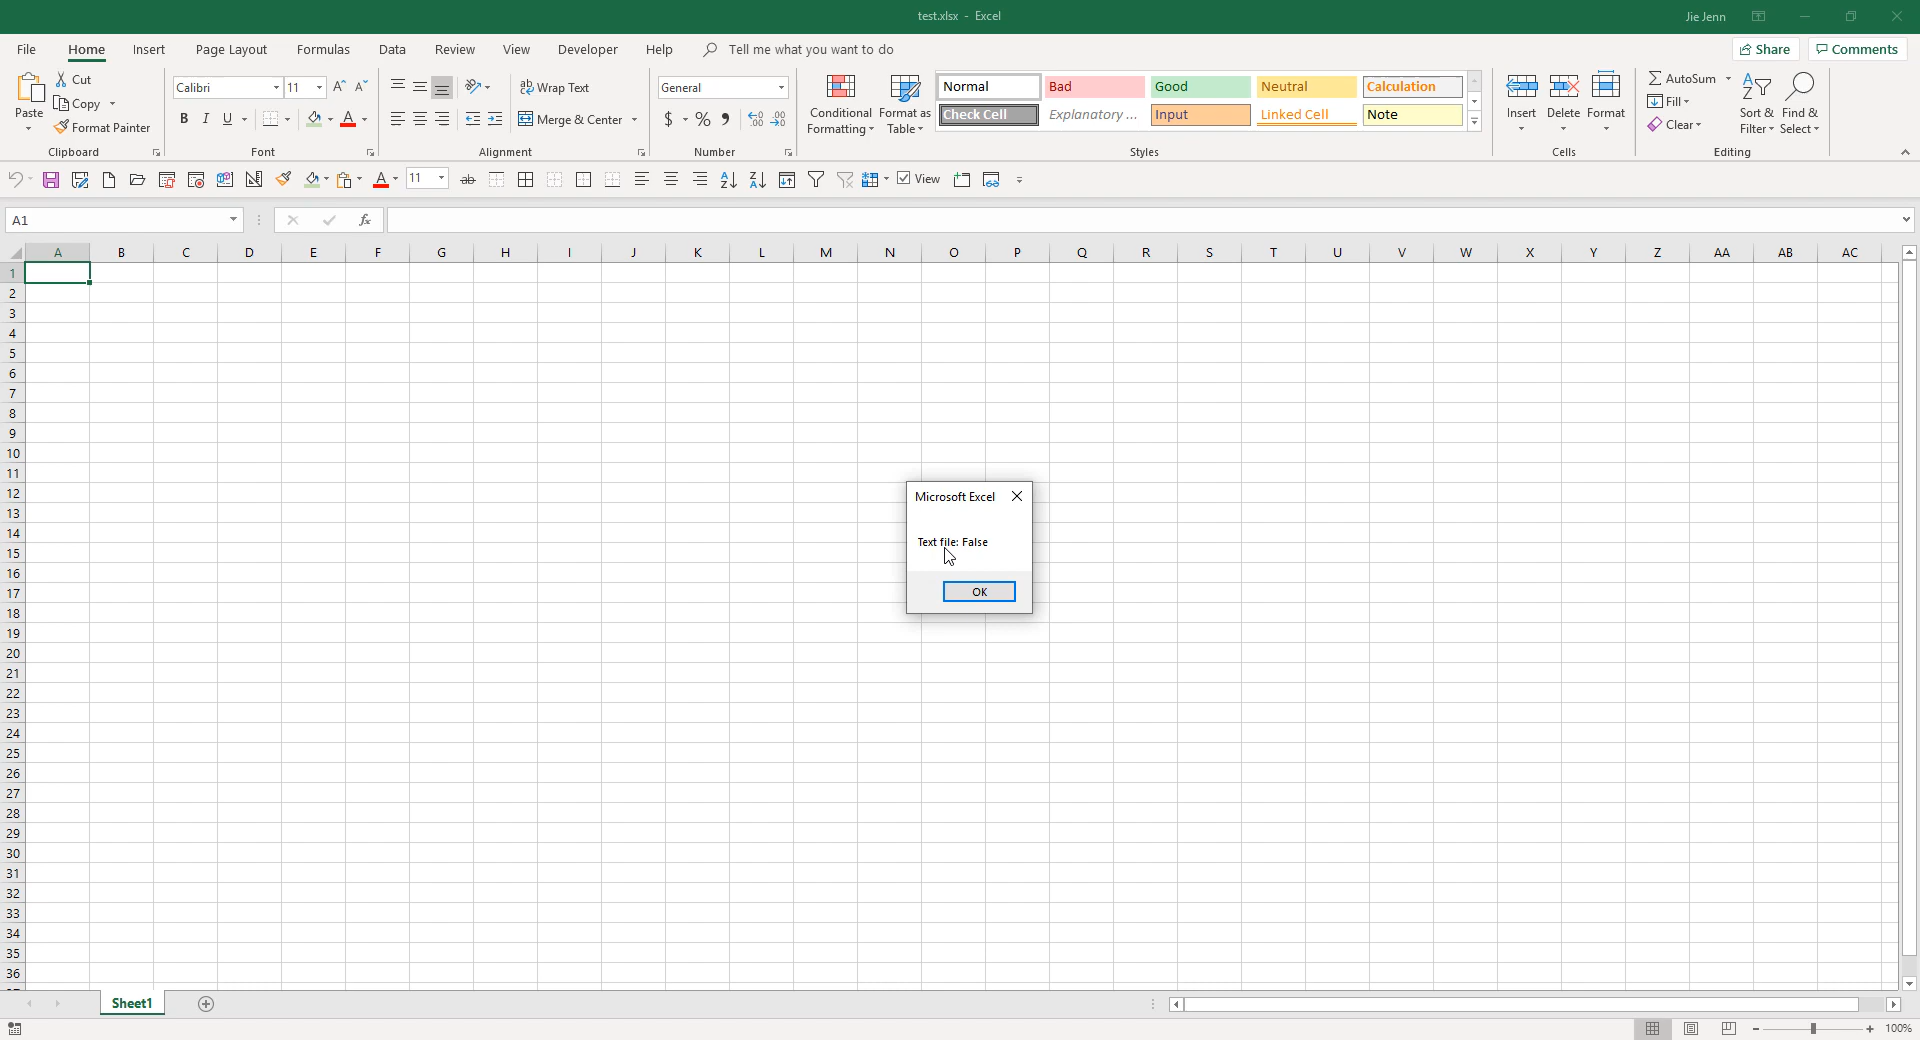 test.xlsx - Excel
Jie Jenn
File Home Insert Page Layout Formulas Data Review View Developer Help Tell me what you want to do
Share Comments
Paste
Cut
Copy
Format Painter
Clipboard
Calibri 11
B I U
Font
Wrap Text
Merge & Center
Alignment
General
$ % 9
Number
Conditional Formatting
Format as Table
Normal Bad Good Neutral Calculation
Check Cell Explanatory ... Input Linked Cell Note
Styles
Insert Delete Format
Cells
AutoSum
Fill
Clear
Sort & Filter
Find & Select
Editing
11
ab
View
A1
fx
A B C D E F G H I J K L M N O P Q R S T U V W X Y Z AA AB AC
1
2
3
4
5
6
7
8
9
10
11
12
13
14
15
16
17
18
19
20
21
22
23
24
25
26
27
28
29
30
31
32
33
34
35
36
Microsoft Excel
Text file: False
OK
Sheet1
100%